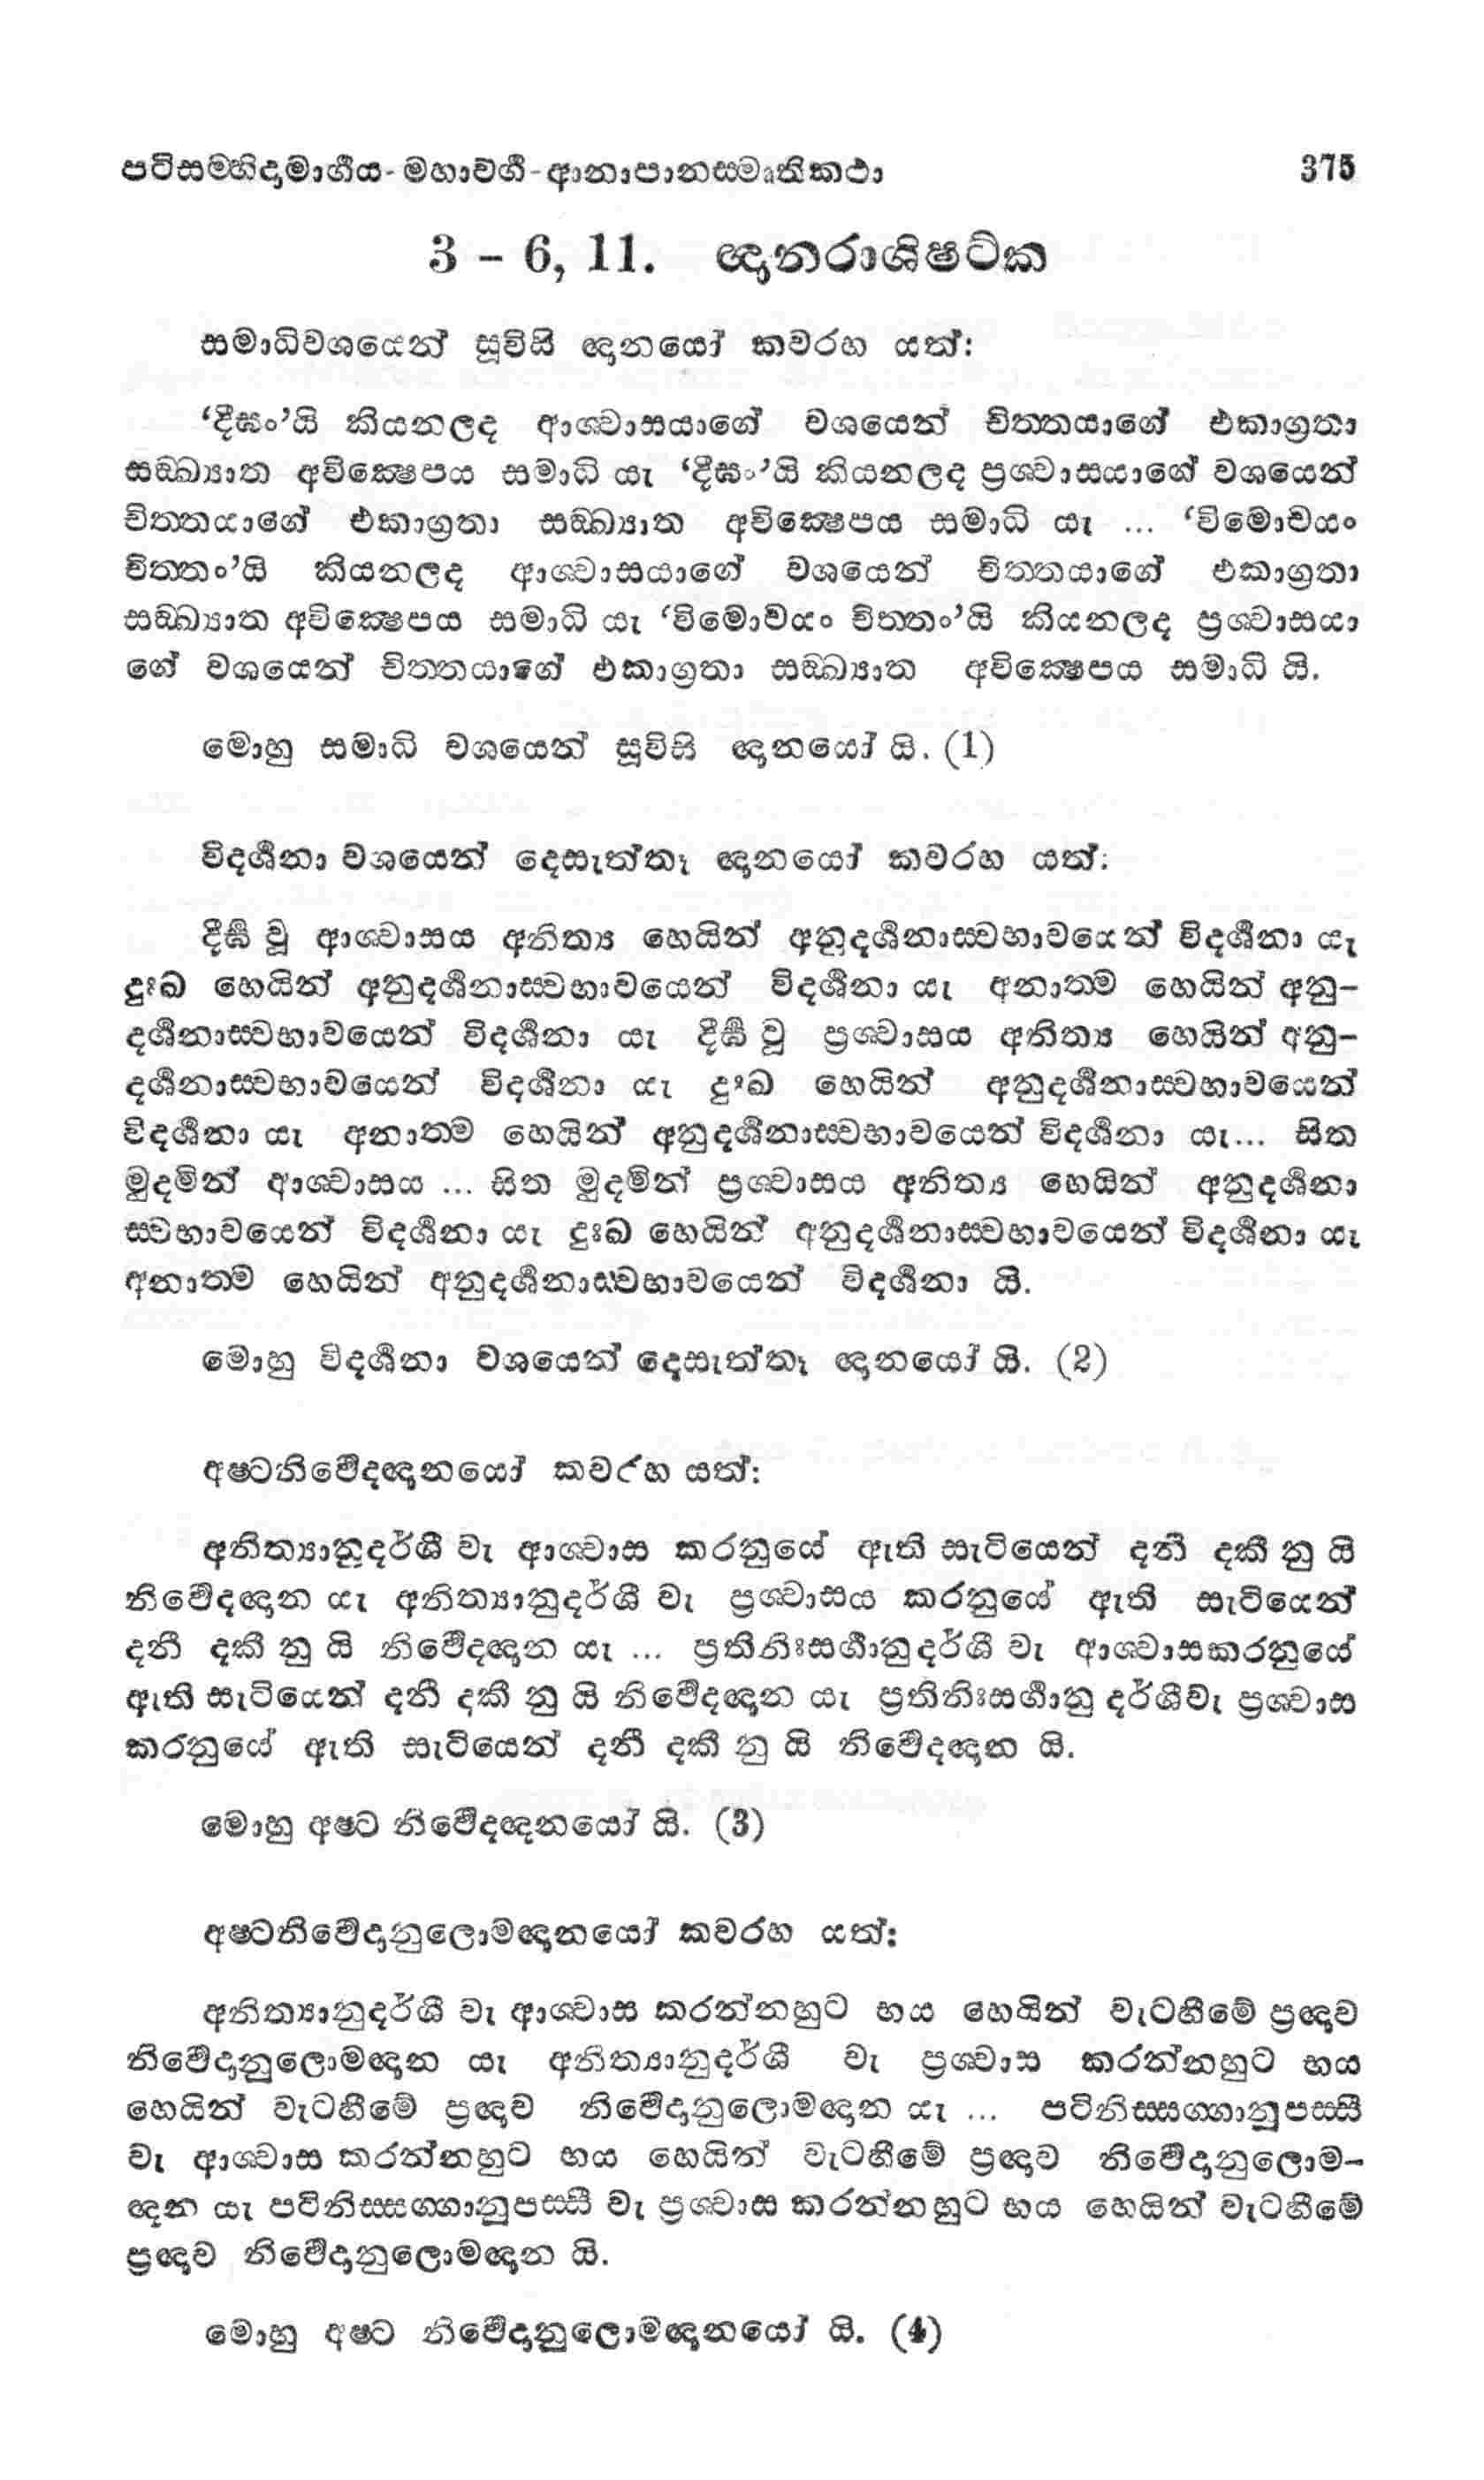 පටිසම්භිදාමාර්ගය- මහාවර්ග -ආනාපානස්මෘතිකථා 375
3 - 6, 11. ඥානරාශිෂට්ක
සමාධිවශයෙන් සූවිසි ඥානයෝ කවරහ යත්:
‘දීඝං’යි කියනලද ආශ්වාසයාගේ වශයෙන් චිත්තයාගේ එකාග්‍රතා
සඞ්ඛ්‍යාත අවික්ෂෙපය සමාධි යැ ‘දීඝං’යි කියනලද ප්‍රශ්වාසයාගේ වශයෙන්
චිත්තයාගේ එකාග්‍රතා සඞ්ඛ්‍යාත අවික්ෂෙපය සමාධි යැ ... ‘විමොචයං
චිත්තං’යි කියනලද ආශ්වාසයාගේ වශයෙන් චිත්තයාගේ එකාග්‍රතා
සඞ්ඛ්‍යාත අවික්ෂෙපය සමාධි යැ ‘විමොචයං චිත්තං’යි කියනලද ප්‍රශ්වාසයා
ගේ වශයෙන් චිත්තයාගේ එකාග්‍රතා සඞ්ඛ්‍යාත අවික්ෂෙපය සමාධි යි.
මොහු සමාධි වශයෙන් සූවිසි ඥානයෝ යි. (1)
විදර්ශනා වශයෙන් දෙසැත්තෑ ඥානයෝ කවරහ යත්:
දීර්ඝ වූ ආශ්වාසය අනිත්‍ය හෙයින් අනුදර්ශනාස්වභාවයෙන් විදර්ශනා යැ
දුඃඛ හෙයින් අනුදර්ශනාස්වභාවයෙන් විදර්ශනා යැ අනාත්ම හෙයින් අනු-
දර්ශනාස්වභාවයෙන් විදර්ශනා යැ දීර්ඝ වූ ප්‍රශ්වාසය අනිත්‍ය හෙයින් අනු-
දර්ශනාස්වභාවයෙන් විදර්ශනා යැ දුඃඛ හෙයින් අනුදර්ශනාස්වභාවයෙන්
විදර්ශනා යැ අනාත්ම හෙයින් අනුදර්ශනාස්වභාවයෙන් විදර්ශනා යැ... සිත
මුදමින් ආශ්වාසය ... සිත මුදමින් ප්‍රශ්වාසය අනිත්‍ය හෙයින් අනුදර්ශනා
ස්වභාවයෙන් විදර්ශනා යැ දුඃඛ හෙයින් අනුදර්ශනාස්වභාවයෙන් විදර්ශනා යැ
අනාත්ම හෙයින් අනුදර්ශනාස්වභාවයෙන් විදර්ශනා යි.
මොහු විදර්ශනා වශයෙන් දෙසැත්තෑ ඥානයෝ යි. (2)
අෂ්ටනිර්වේදඥානයෝ කවරහ යත්:
අනිත්‍යානුදර්ශී වැ ආශ්වාස කරනුයේ ඇති සැටියෙන් දනී දකී නු යි
නිර්වේදඥාන යැ අනිත්‍යානුදර්ශී වැ ප්‍රශ්වාසය කරනුයේ ඇති සැටියෙන්
දනී දකී නු යි නිර්වේදඥාන යැ ... ප්‍රතිනිඃසර්ගානුදර්ශී වැ ආශ්වාසකරනුයේ
ඇති සැටියෙන් දනී දකී නු යි නිර්වේදඥාන යැ ප්‍රතිනිඃසර්ගානු දර්ශීවැ ප්‍රශ්වාස
කරනුයේ ඇති සැටියෙන් දනී දකී නු යි නිර්වේදඥාන යි.
මොහු අෂ්ට නිර්වේදඥානයෝ යි. (3)
අෂ්ටනිර්වේදානුලොමඥානයෝ කවරහ යත්:
අනිත්‍යානුදර්ශී වැ ආශ්වාස කරන්නහුට භය හෙයින් වැටහීමේ ප්‍රඥාව
නිර්වේදානුලොමඥාන යැ අනිත්‍යානුදර්ශී වැ ප්‍රශ්වාස කරන්නහුට භය
හෙයින් වැටහීමේ ප්‍රඥාව නිර්වේදානුලොමඥාන යැ ... පටිනිස්සග්ගානුපස්සී
වැ ආශ්වාස කරන්නහුට භය හෙයින් වැටහීමේ ප්‍රඥාව නිර්වේදානුලොම-
ඥාන යැ පටිනිස්සග්ගානුපස්සී වැ ප්‍රශ්වාස කරන්නහුට භය හෙයින් වැටහීමේ
ප්‍රඥාව නිර්වේදානුලොමඥාන යි.
මොහු අෂ්ට නිර්වේදානුලොමඥානයෝ යි. (4)